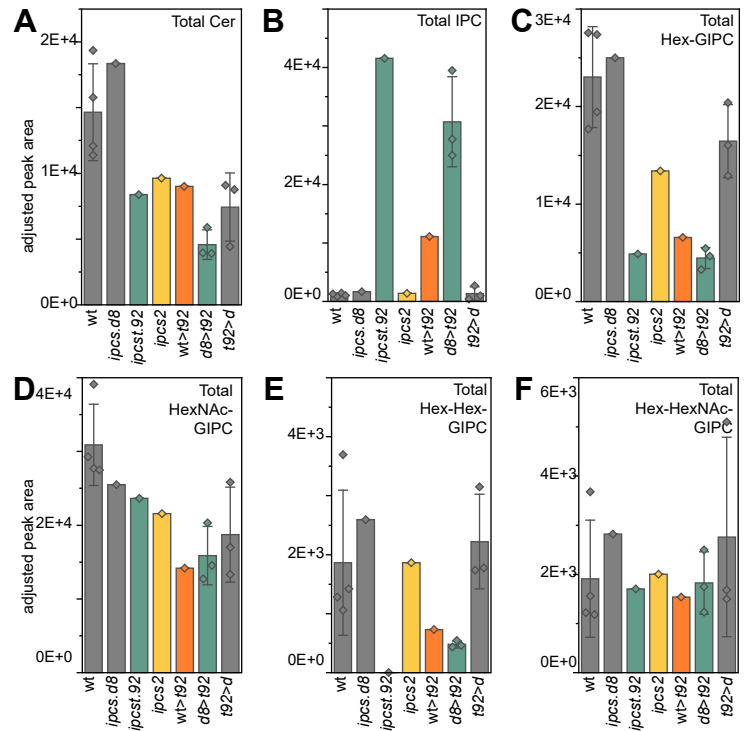 A
Total Cer
2E+4
1E+4
0E+0
adjusted peak area
wt
ipcs.d8
ipcst.92
ipcs2
wt>t92
d8>t92
t92>d
B
Total IPC
4E+4
2E+4
0E+0
wt
ipcs.d8
ipcst.92
ipcs2
wt>t92
d8>t92
t92>d
C
Total
Hex-GIPC
3E+4
2E+4
1E+4
0E+0
wt
ipcs.d8
ipcst.92
ipcs2
wt>t92
d8>t92
t92>d
D
Total
HexNAc-
GIPC
4E+4
2E+4
0E+0
adjusted peak area
wt
ipcs.d8
ipcst.92
ipcs2
wt>t92
d8>t92
t92>d
E
Total
Hex-Hex-
GIPC
4E+3
2E+3
0E+0
wt
ipcs.d8
ipcst.92
ipcs2
wt>t92
d8>t92
t92>d
F
Total
Hex-HexNAc-
GIPC
6E+3
4E+3
2E+3
0E+0
wt
ipcs.d8
ipcst.92
ipcs2
wt>t92
d8>t92
t92>d